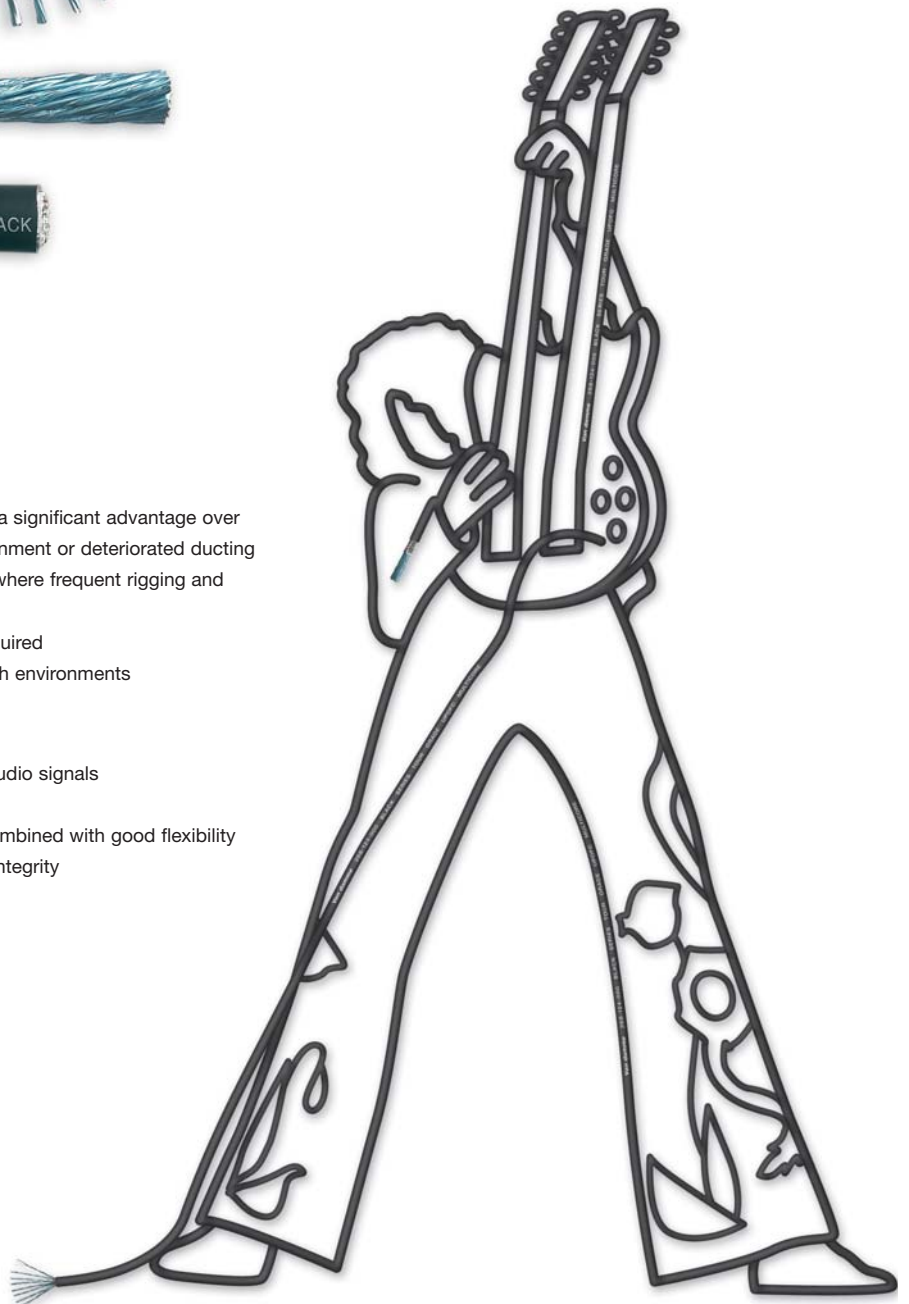 ACK
a significant advantage over
nment or deteriorated ducting
where frequent rigging and
uired
h environments
udio signals
mbined with good flexibility
ntegrity